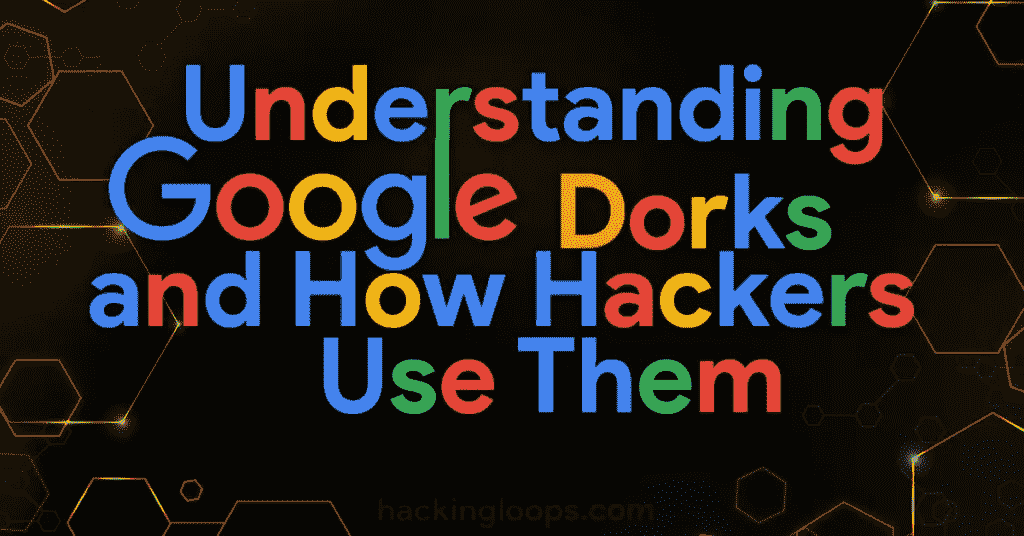 Understanding
Google Dorks
and How Hackers
Use Them
hackingloops.com